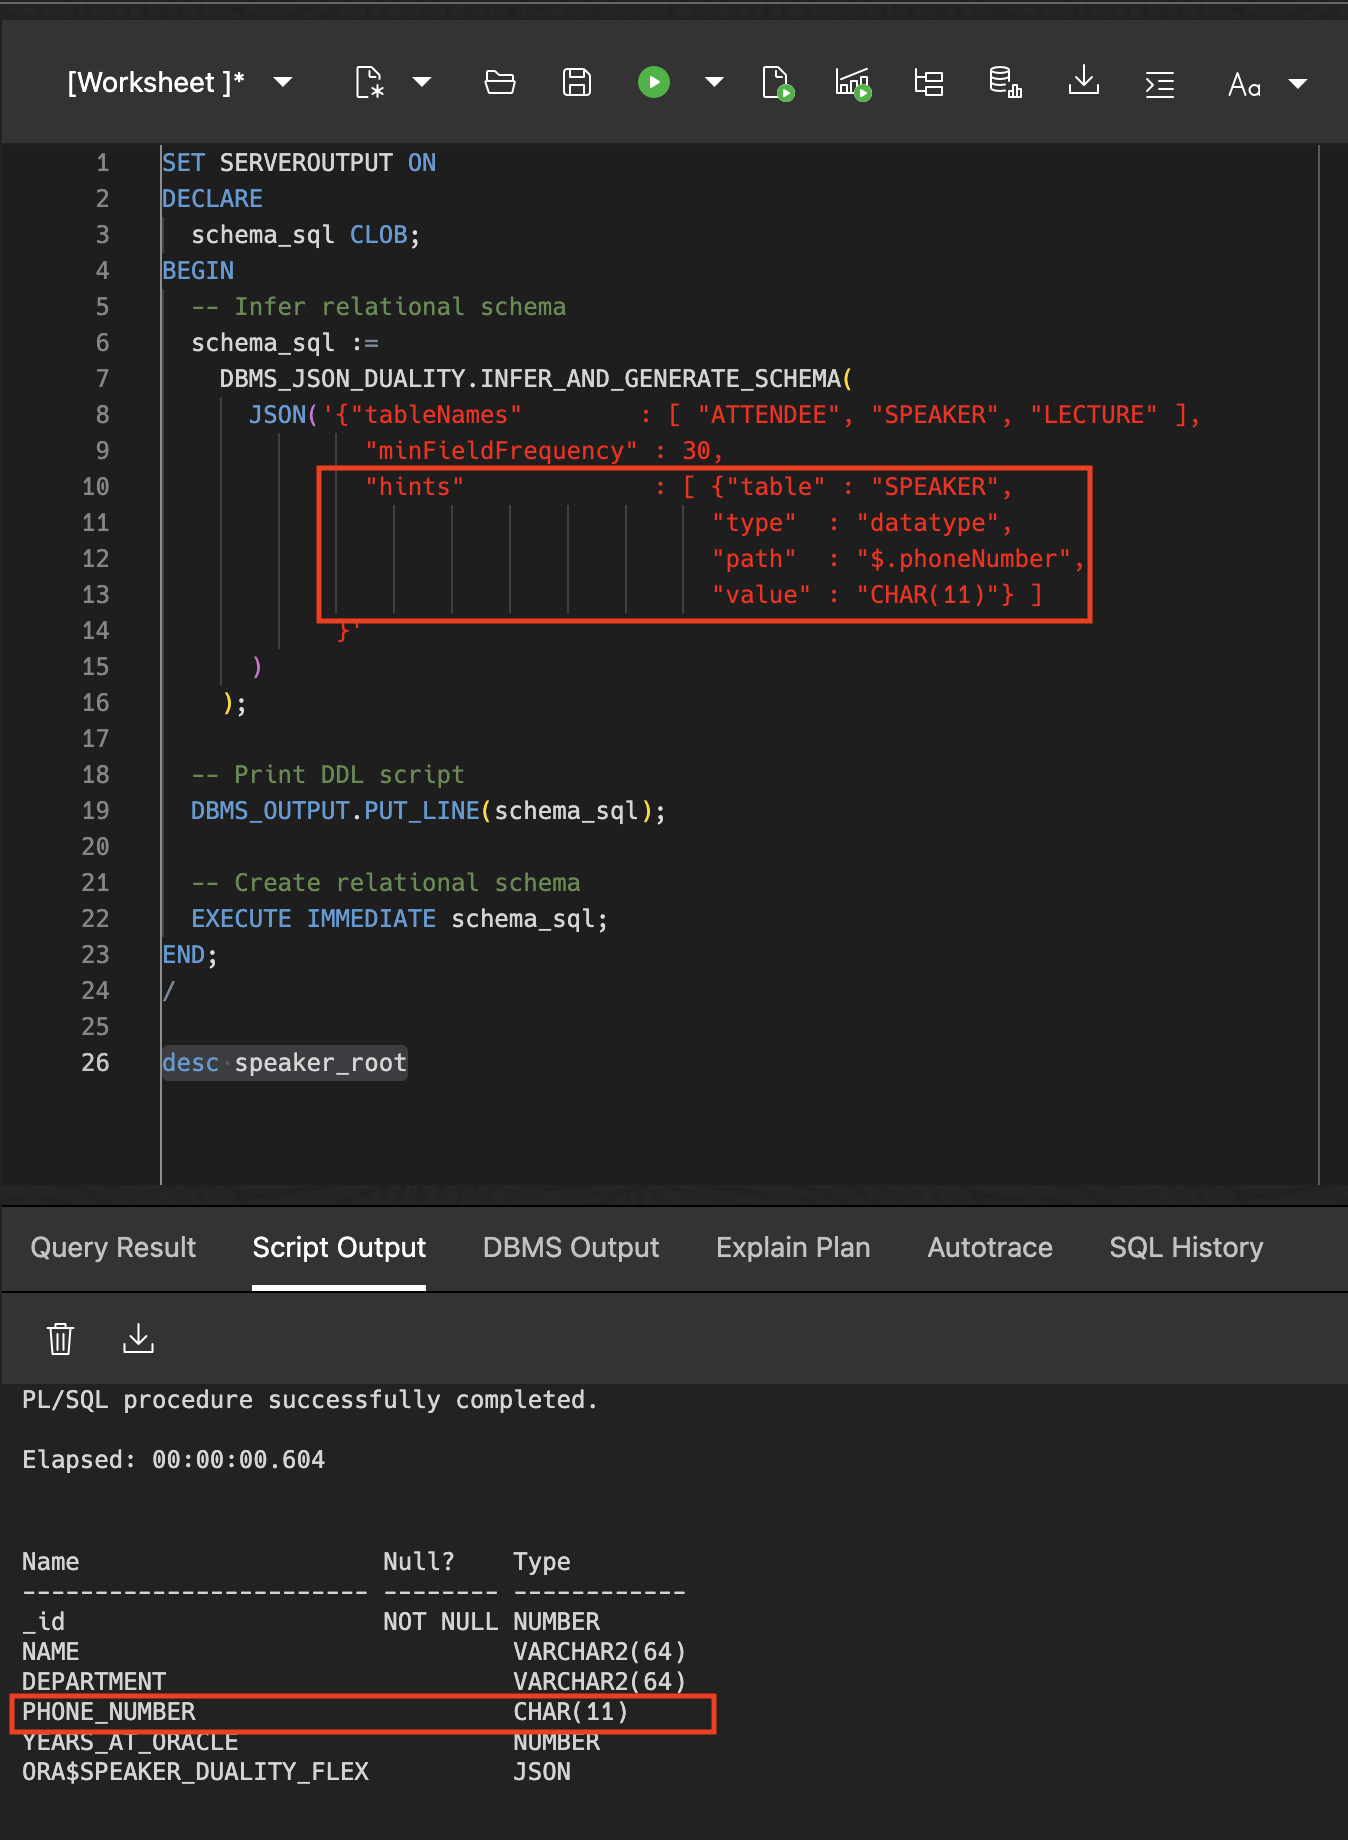 [Worksheet ]*
Aa
1 SET SERVEROUTPUT ON
2 DECLARE
3 schema_sql CLOB;
4 BEGIN
5 -- Infer relational schema
6 schema_sql :=
7 DBMS_JSON_DUALITY.INFER_AND_GENERATE_SCHEMA(
8 JSON('{"tableNames" : [ "ATTENDEE", "SPEAKER", "LECTURE" ],
9 "minFieldFrequency" : 30,
10 "hints" : [ {"table" : "SPEAKER",
11 "type" : "datatype",
12 "path" : "$.phoneNumber",
13 "value" : "CHAR(11)"} ]
14 }'
15 )
16 );
17
18 -- Print DDL script
19 DBMS_OUTPUT.PUT_LINE(schema_sql);
20
21 -- Create relational schema
22 EXECUTE IMMEDIATE schema_sql;
23 END;
24 /
25
26 desc speaker_root
Query Result Script Output DBMS Output Explain Plan Autotrace SQL History
PL/SQL procedure successfully completed.
Elapsed: 00:00:00.604
Name Null? Type
------------------------ -------- ------------
_id NOT NULL NUMBER
NAME VARCHAR2(64)
DEPARTMENT VARCHAR2(64)
PHONE_NUMBER CHAR(11)
YEARS_AT_ORACLE NUMBER
ORA$SPEAKER_DUALITY_FLEX JSON